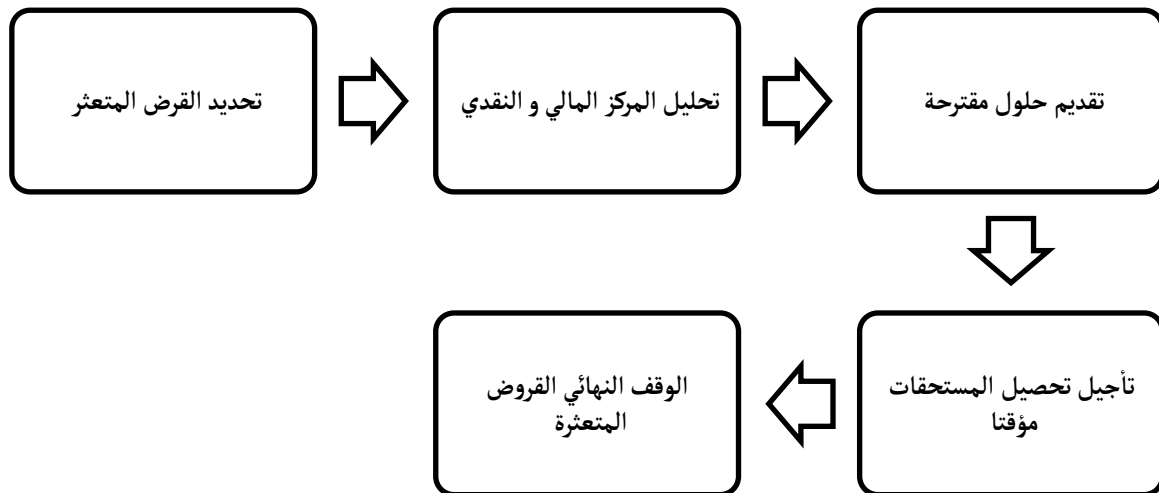 تحديد القرض المتعثر
تحليل المركز المالي و النقدي
تقديم حلول مقترحة
تأجيل تحصيل المستحقات
مؤقتا
الوقف النهائي القروض
المتعثرة